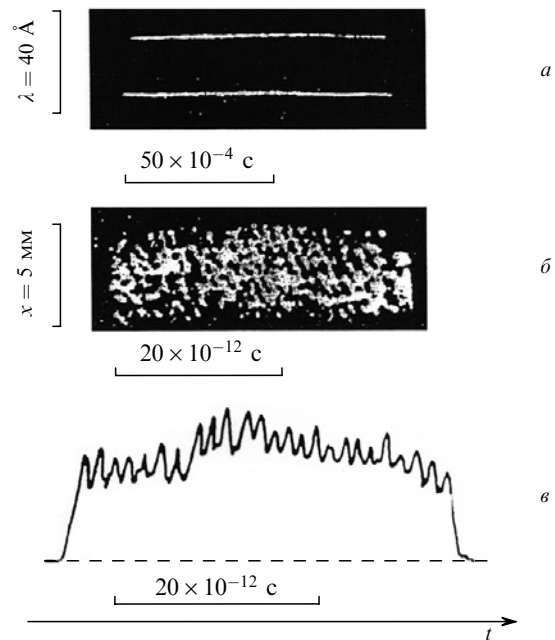 λ = 40 Å
а
50 × 10⁻⁴ с
x = 5 мм
б
20 × 10⁻¹² с
в
20 × 10⁻¹² с
t